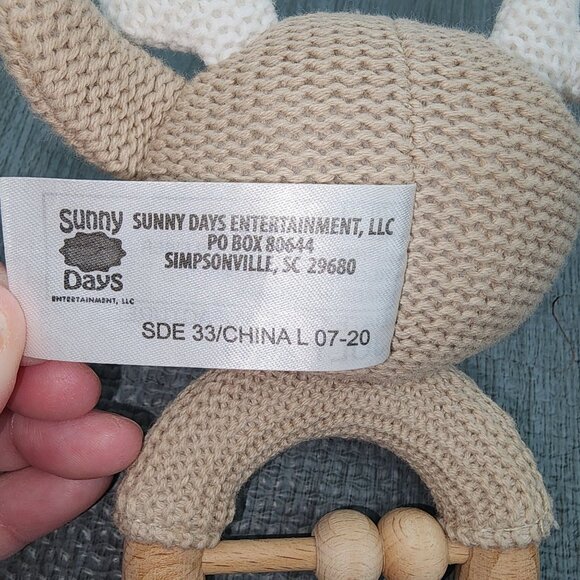 Sunny
Days
ENTERTAINMENT, LLC
SUNNY DAYS ENTERTAINMENT, LLC
PO BOX 80644
SIMPSONVILLE, SC 29680
SDE 33/CHINA L 07-20